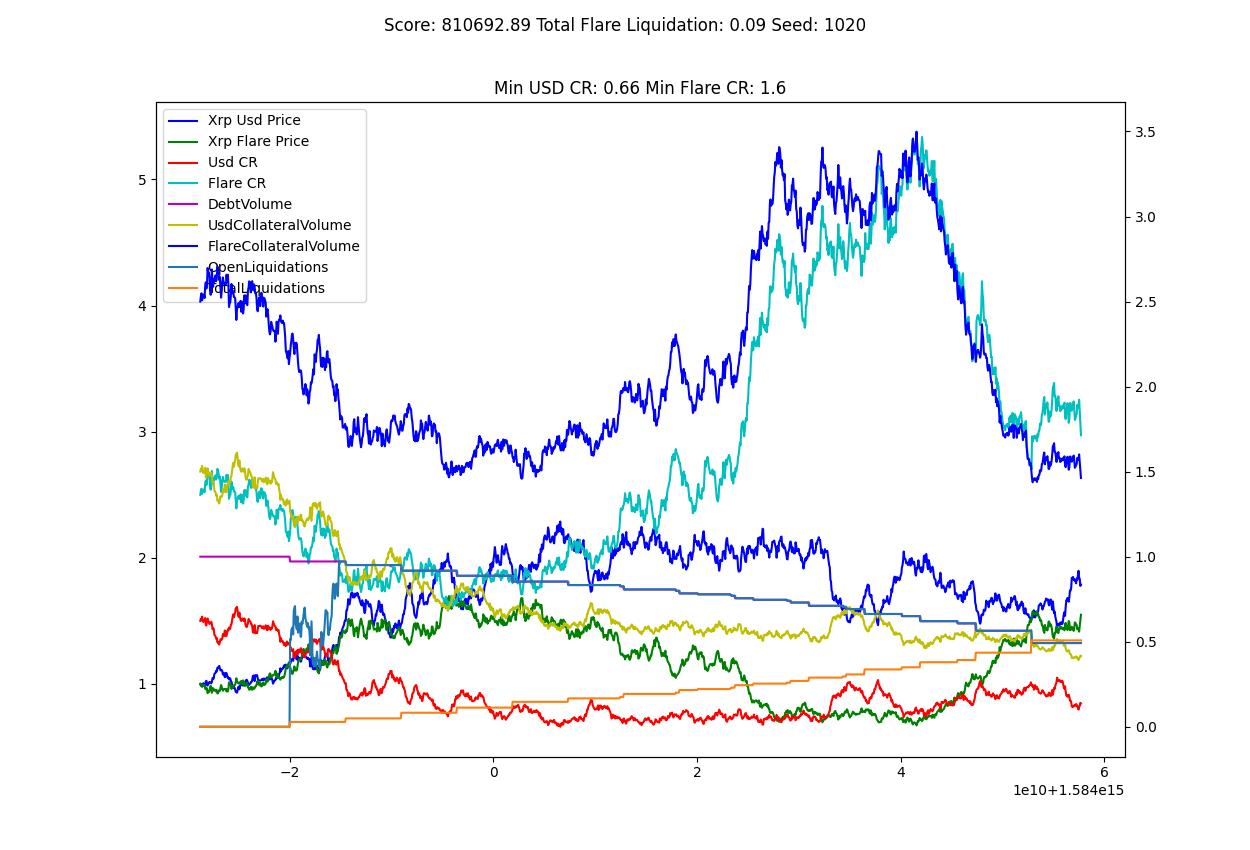 Score: 810692.89 Total Flare Liquidation: 0.09 Seed: 1020
Min USD CR: 0.66 Min Flare CR: 1.6
Xrp Usd Price
Xrp Flare Price
Usd CR
Flare CR
DebtVolume
UsdCollateralVolume
FlareCollateralVolume
OpenLiquidations
TotalLiquidations
5
4
3
2
1
3.5
3.0
2.5
2.0
1.5
1.0
0.5
0.0
−2 0 2 4 6
1e10+1.584e15